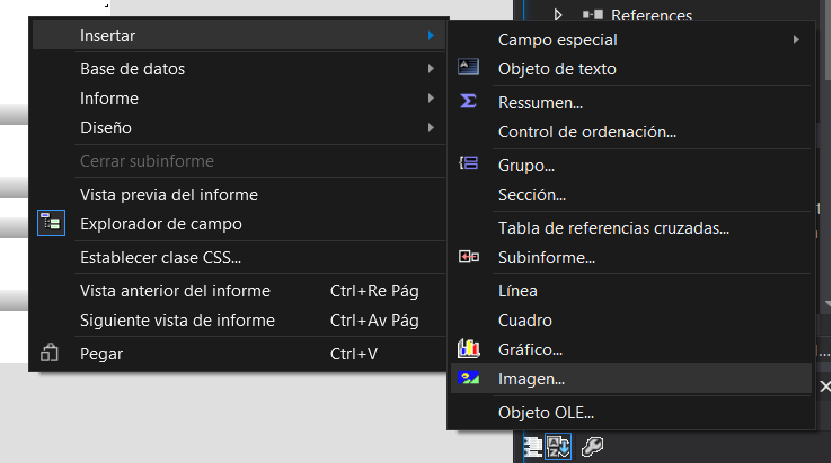 References
Insertar
Base de datos
Informe
Diseño
Cerrar subinforme
Vista previa del informe
Explorador de campo
Establecer clase CSS...
Vista anterior del informe Ctrl+Re Pág
Siguiente vista de informe Ctrl+Av Pág
Pegar Ctrl+V
Campo especial
Objeto de texto
Ressumen...
Control de ordenación...
Grupo...
Sección...
Tabla de referencias cruzadas...
Subinforme...
Línea
Cuadro
Gráfico...
Imagen...
Objeto OLE...